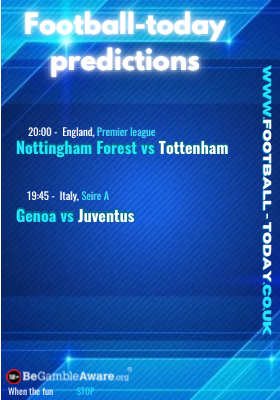 Football-today
predictions
20:00 - England, Premier league
Nottingham Forest vs Tottenham
19:45 - Italy, Seire A
Genoa vs Juventus
WWW.FOOTBALL-TODAY.CO.UK
18+ BeGambleAware.org®
When the fun STOP